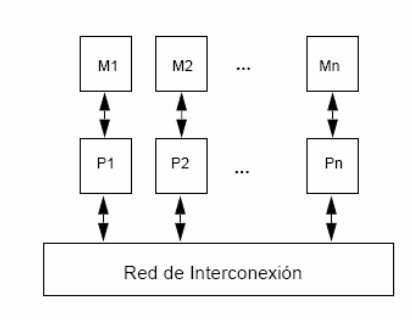 M1 M2 ... Mn
P1 P2 ... Pn
Red de Interconexión